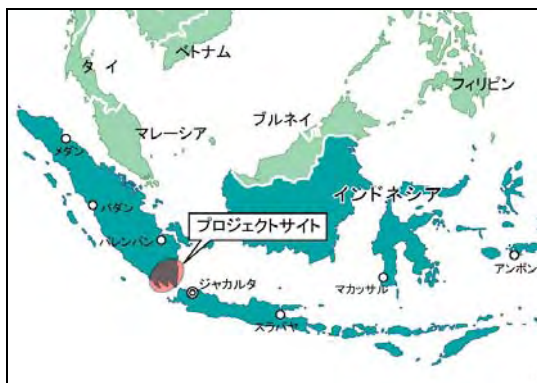 ベトナム
タイ
フィリピン
ブルネイ
マレーシア
メダン
インドネシア
パダン
プロジェクトサイト
パレンバン
アンボン
ジャカルタ
マカッサル
スラバヤ